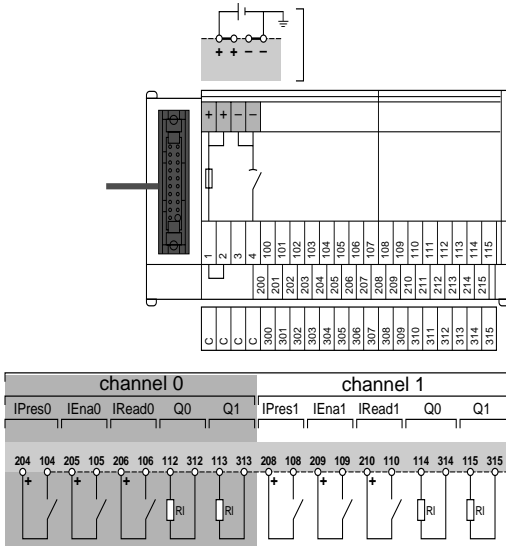 + + − −
+ + − −
1 2 3 4 100 101 102 103 104 105 106 107 108 109 110 111 112 113 114 115
200 201 202 203 204 205 206 207 208 209 210 211 212 213 214 215
C C C C 300 301 302 303 304 305 306 307 308 309 310 311 312 313 314 315
channel 0 channel 1
IPres0 IEna0 IRead0 Q0 Q1 IPres1 IEna1 IRead1 Q0 Q1
204 104 205 105 206 106 112 312 113 313 208 108 209 109 210 110 114 314 115 315
+ + + + + +
RI RI RI RI